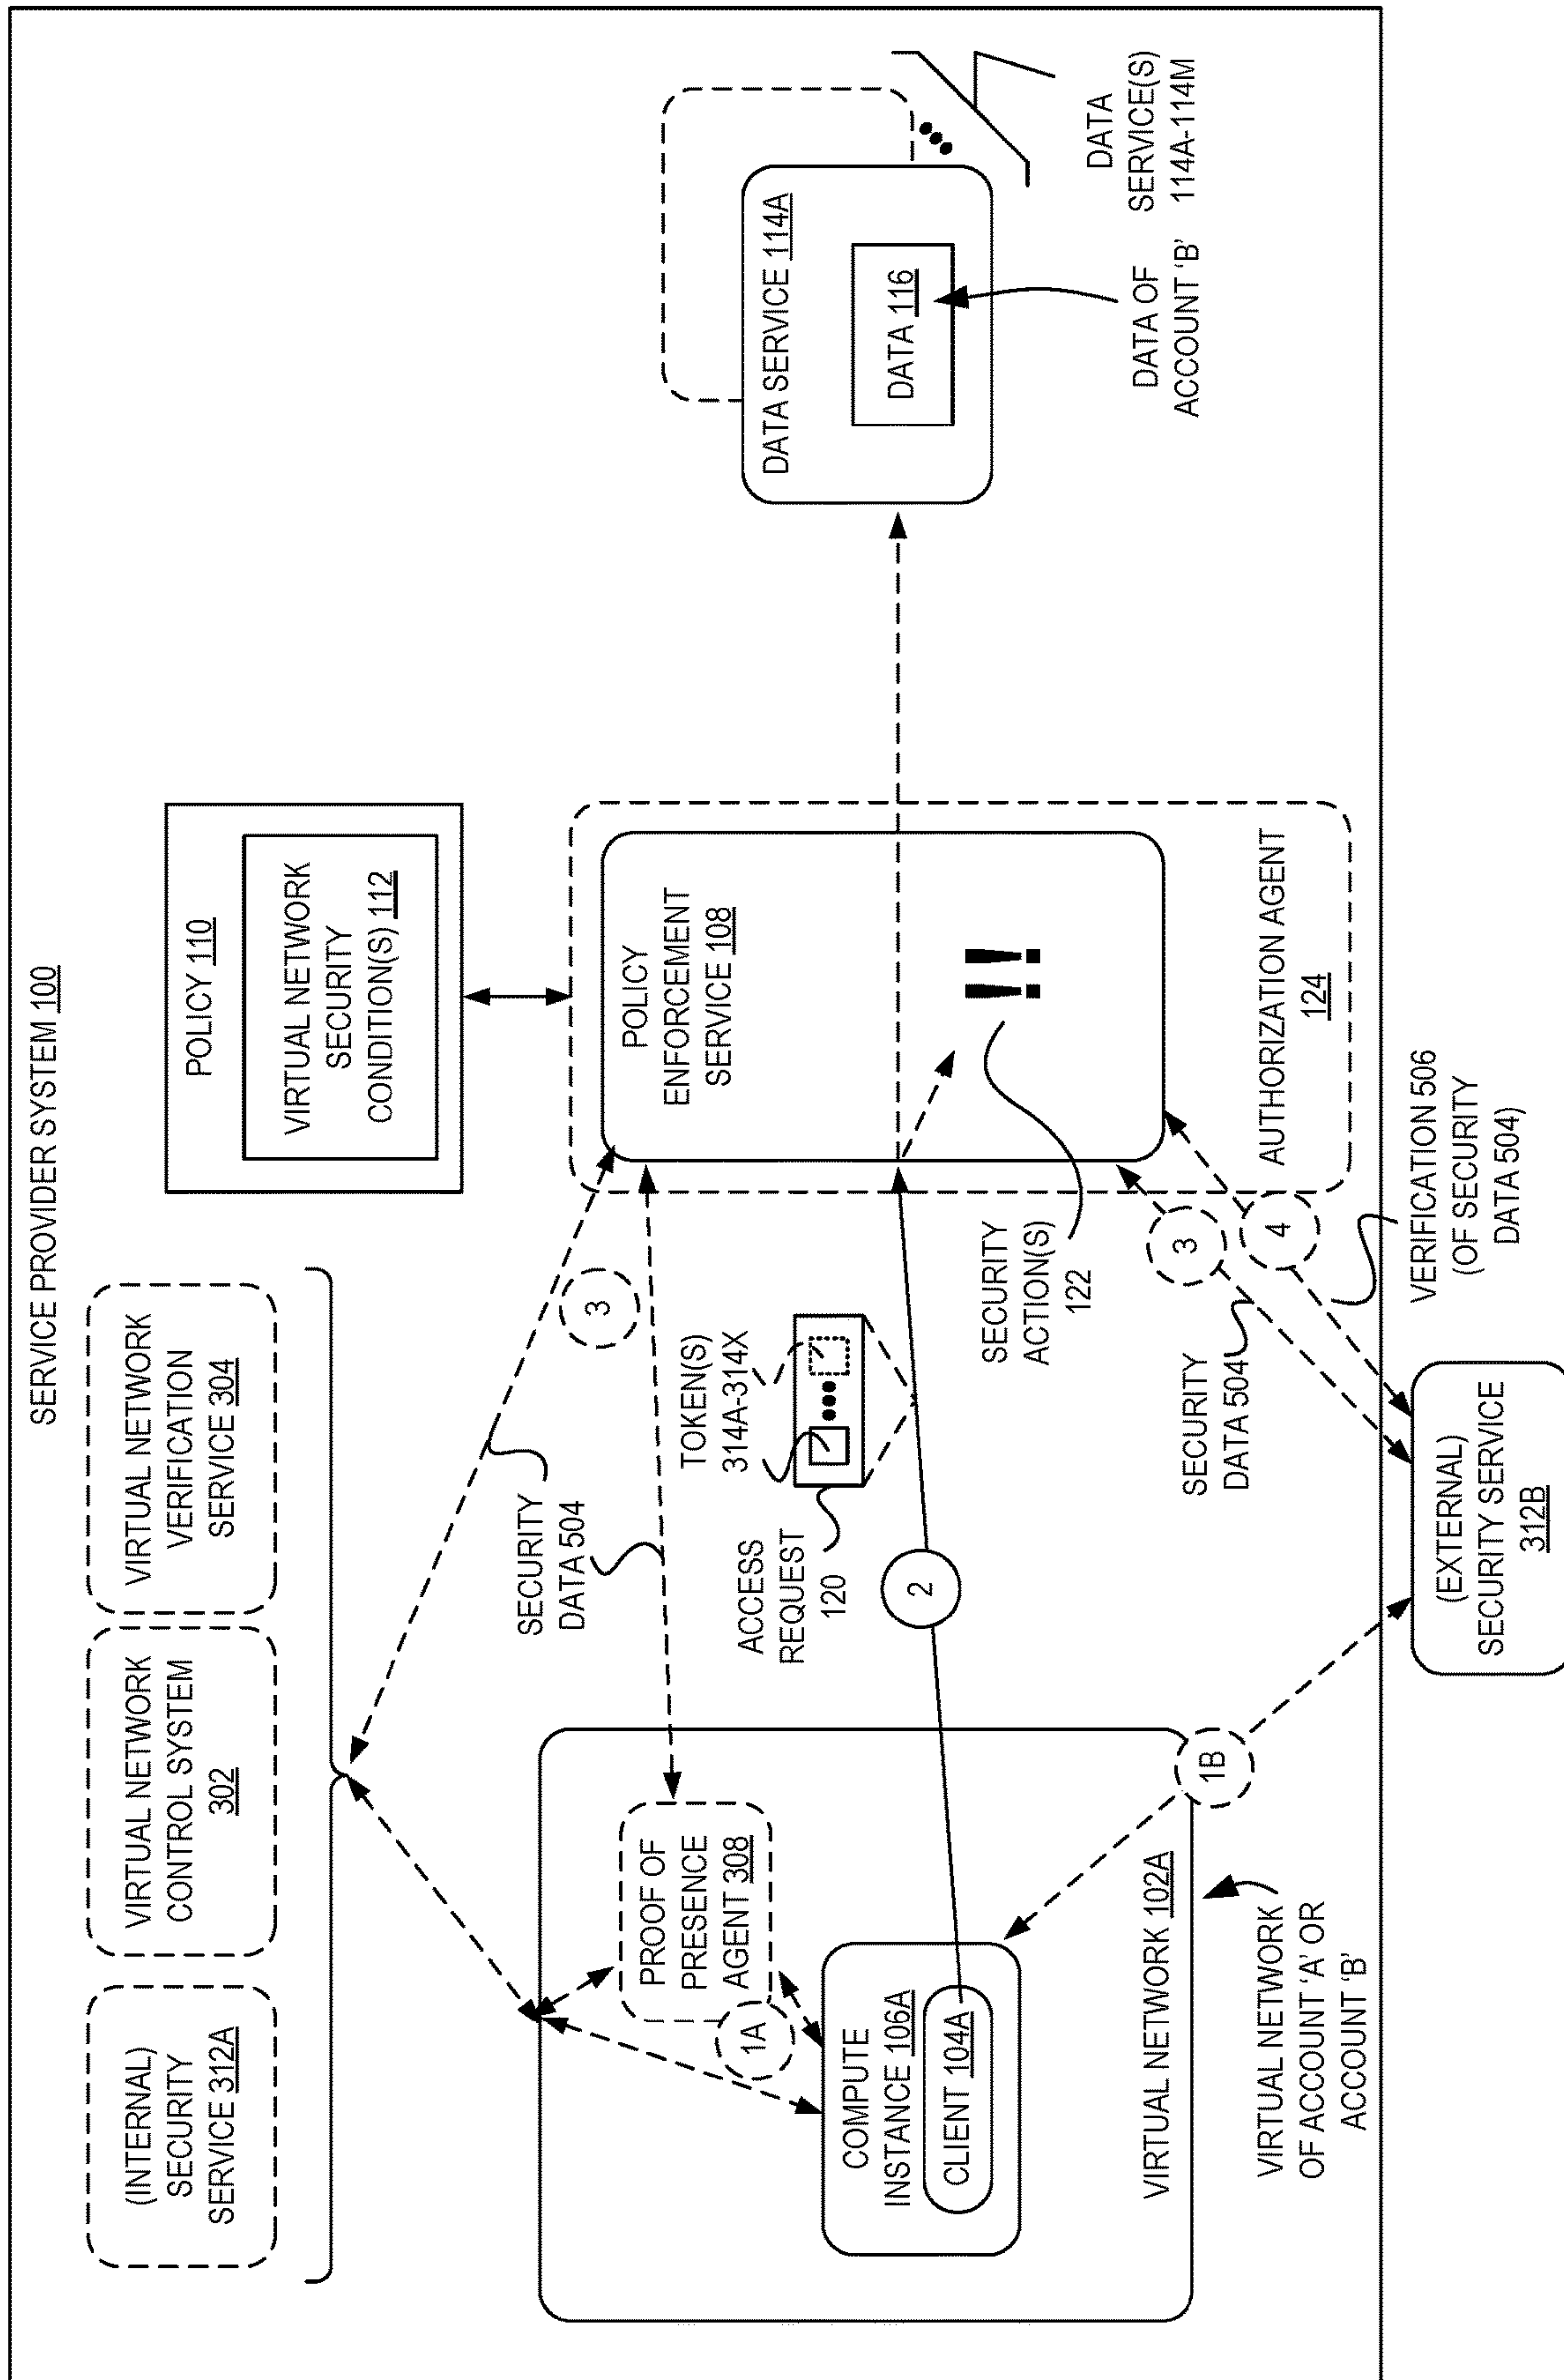 SERVICE PROVIDER SYSTEM 100
(INTERNAL)
SECURITY
SERVICE 312A
VIRTUAL NETWORK
CONTROL SYSTEM
302
VIRTUAL NETWORK
VERIFICATION
SERVICE 304
POLICY 110
VIRTUAL NETWORK
SECURITY
CONDITION(S) 112
SECURITY
DATA 504
3
PROOF OF
PRESENCE
AGENT 308
1A
COMPUTE
INSTANCE 106A
CLIENT 104A
VIRTUAL NETWORK 102A
VIRTUAL NETWORK
OF ACCOUNT ‘A’ OR
ACCOUNT ‘B’
1B
TOKEN(S)
314A-314X
ACCESS
REQUEST
120
2
POLICY
ENFORCEMENT
SERVICE 108
!!
SECURITY
ACTION(S)
122
AUTHORIZATION AGENT
124
SECURITY
DATA 504
3
4
VERIFICATION 506
(OF SECURITY
DATA 504)
(EXTERNAL)
SECURITY SERVICE
312B
DATA SERVICE 114A
DATA 116
DATA OF
ACCOUNT ‘B’
DATA
SERVICE(S)
114A-114M